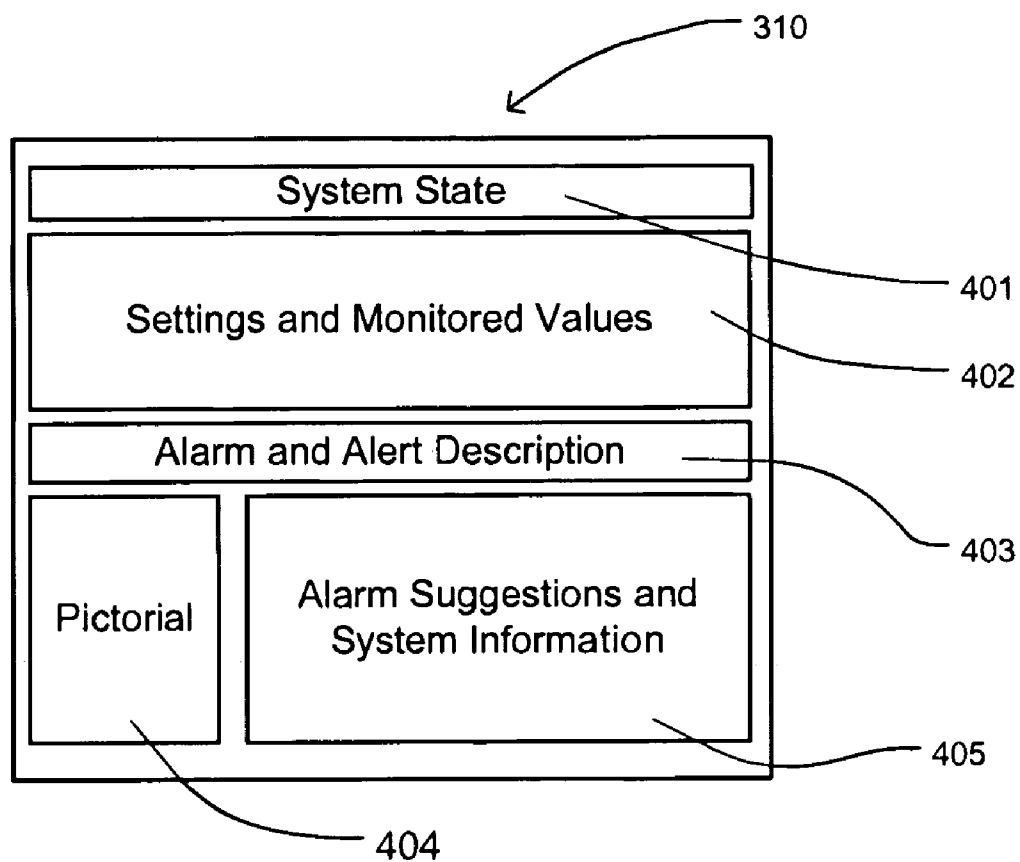 310
System State
401
Settings and Monitored Values
402
Alarm and Alert Description
403
Pictorial
Alarm Suggestions and
System Information
405
404